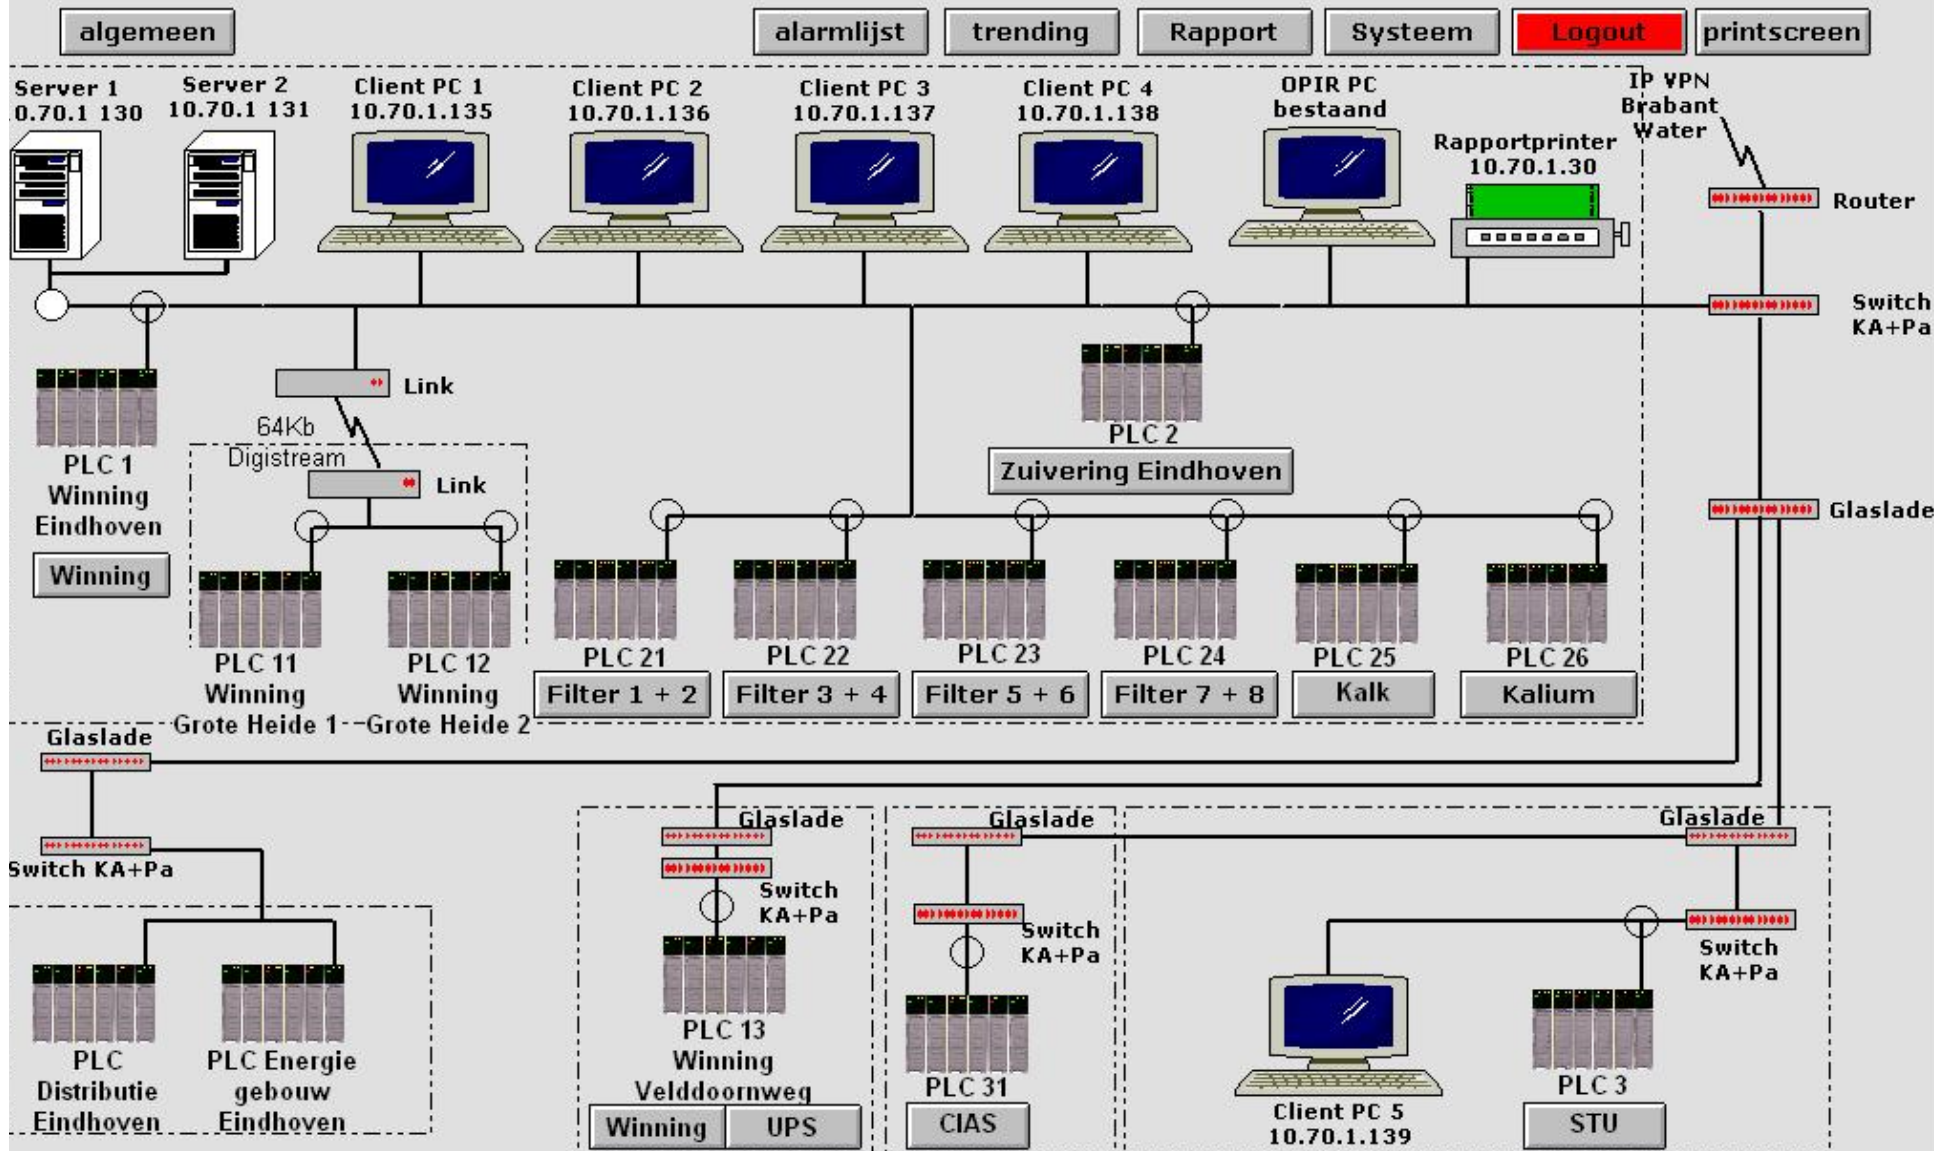 algemeen
alarmlijst
trending
Rapport
Systeem
Logout
printscreen
Server 1
0.70.1 130
Server 2
10.70.1 131
Client PC 1
10.70.1.135
Client PC 2
10.70.1.136
Client PC 3
10.70.1.137
Client PC 4
10.70.1.138
OPIR PC
bestaand
Rapportprinter
10.70.1.30
IP VPN
Brabant
Water
Router
Switch
KA+Pa
Link
64Kb
Digistream
Link
PLC 1
Winning
Eindhoven
Winning
PLC 2
Zuivering Eindhoven
Glaslade
PLC 11
Winning
Grote Heide 1
PLC 12
Winning
Grote Heide 2
PLC 21
Filter 1 + 2
PLC 22
Filter 3 + 4
PLC 23
Filter 5 + 6
PLC 24
Filter 7 + 8
PLC 25
Kalk
PLC 26
Kalium
Glaslade
Switch KA+Pa
PLC
Distributie
Eindhoven
PLC Energie
gebouw
Eindhoven
Glaslade
Switch
KA+Pa
PLC 13
Winning
Velddoornweg
Winning
UPS
Glaslade
Switch
KA+Pa
PLC 31
CIAS
Glaslade
Switch
KA+Pa
Client PC 5
10.70.1.139
PLC 3
STU